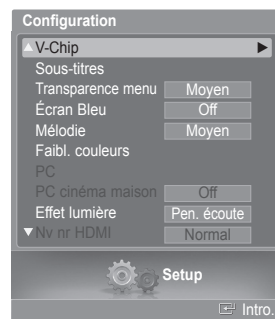 Configuration
V-Chip
Sous-titres
Transparence menu Moyen
Écran Bleu Off
Mélodie Moyen
Faibl. couleurs
PC
PC cinéma maison Off
Effet lumière Pen. écoute
Nv nr HDMI Normal
Setup
Intro.